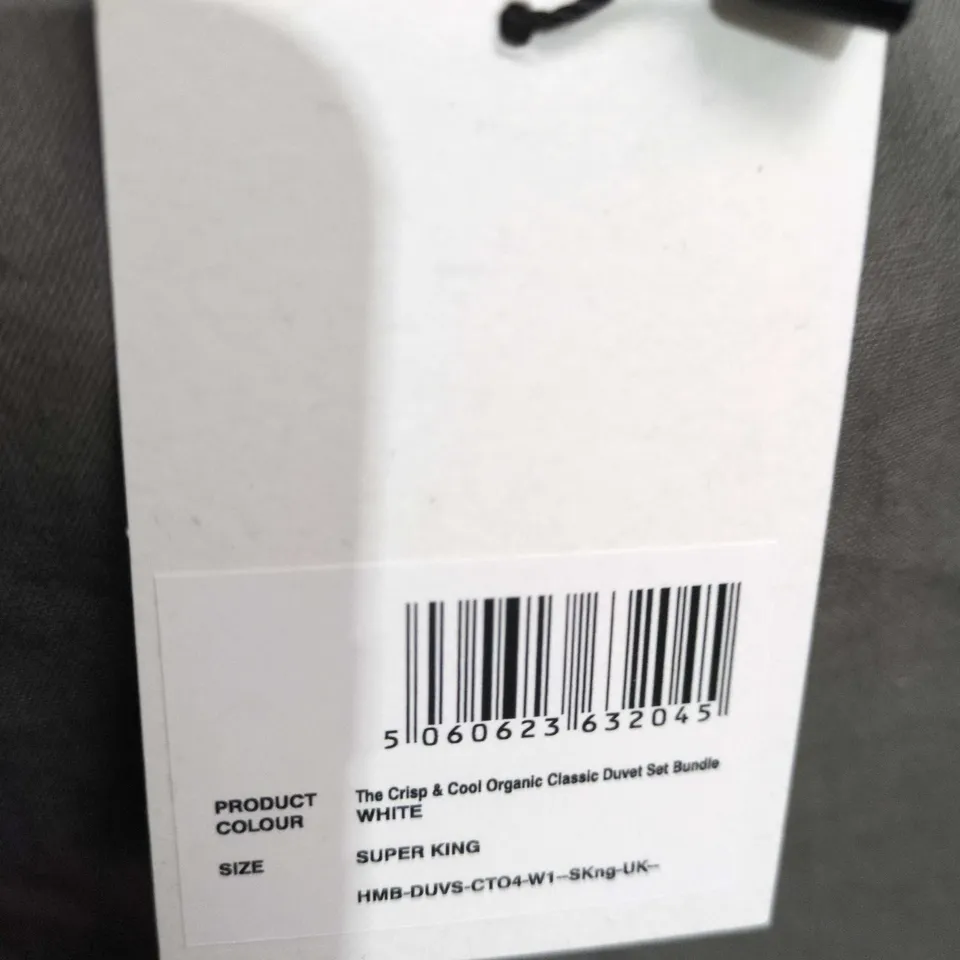 5 060623 632045
PRODUCT The Crisp & Cool Organic Classic Duvet Set Bundle
COLOUR WHITE
SIZE SUPER KING
HMB-DUVS-CTO4-W1--SKng-UK--